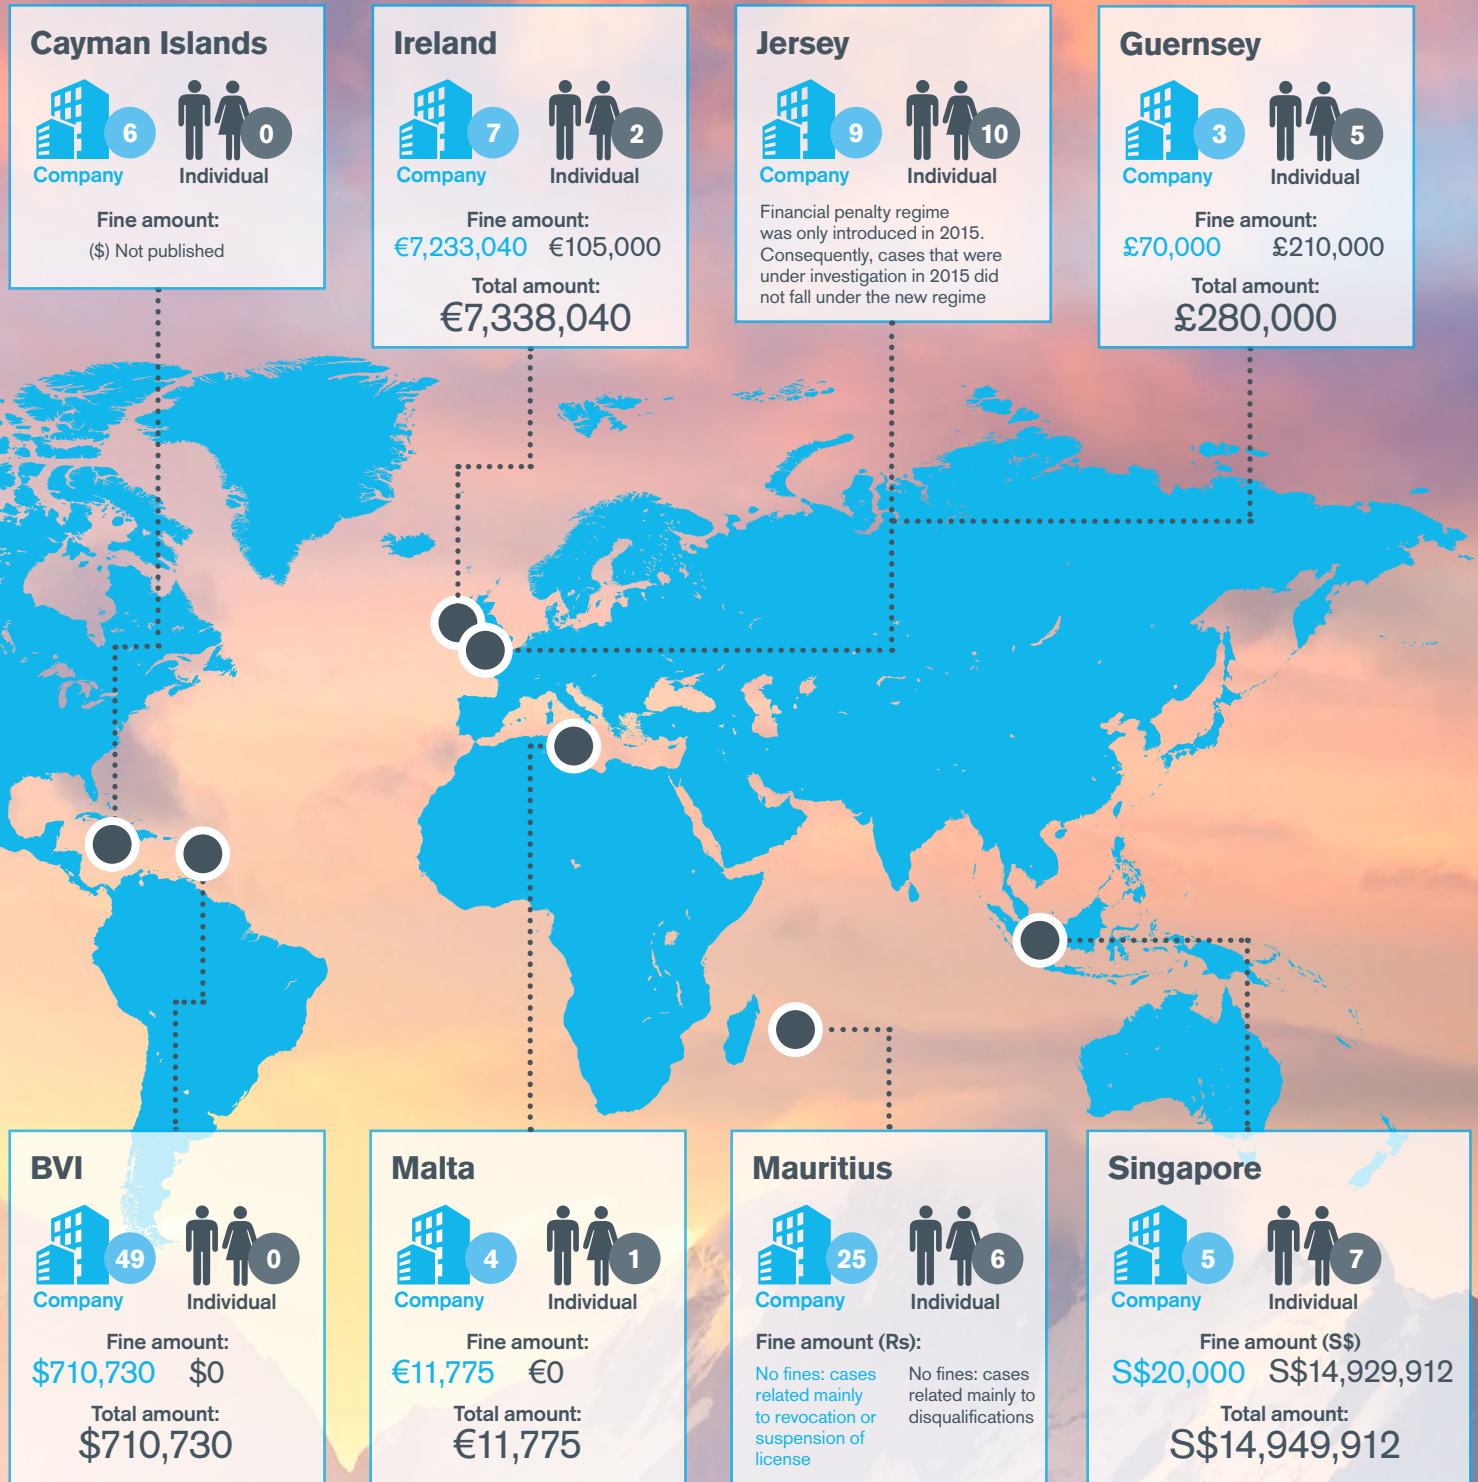 Cayman Islands
6
0
Company
Individual
Fine amount:
($) Not published
Ireland
7
2
Company
Individual
Fine amount:
€7,233,040 €105,000
Total amount:
€7,338,040
Jersey
9
10
Company
Individual
Financial penalty regime
was only introduced in 2015.
Consequently, cases that were
under investigation in 2015 did
not fall under the new regime
Guernsey
3
5
Company
Individual
Fine amount:
£70,000 £210,000
Total amount:
£280,000
BVI
49
0
Company
Individual
Fine amount:
$710,730 $0
Total amount:
$710,730
Malta
4
1
Company
Individual
Fine amount:
€11,775 €0
Total amount:
€11,775
Mauritius
25
6
Company
Individual
Fine amount (Rs):
No fines: cases
related mainly
to revocation or
suspension of
license
No fines: cases
related mainly to
disqualifications
Singapore
5
7
Company
Individual
Fine amount (S$)
S$20,000 S$14,929,912
Total amount:
S$14,949,912